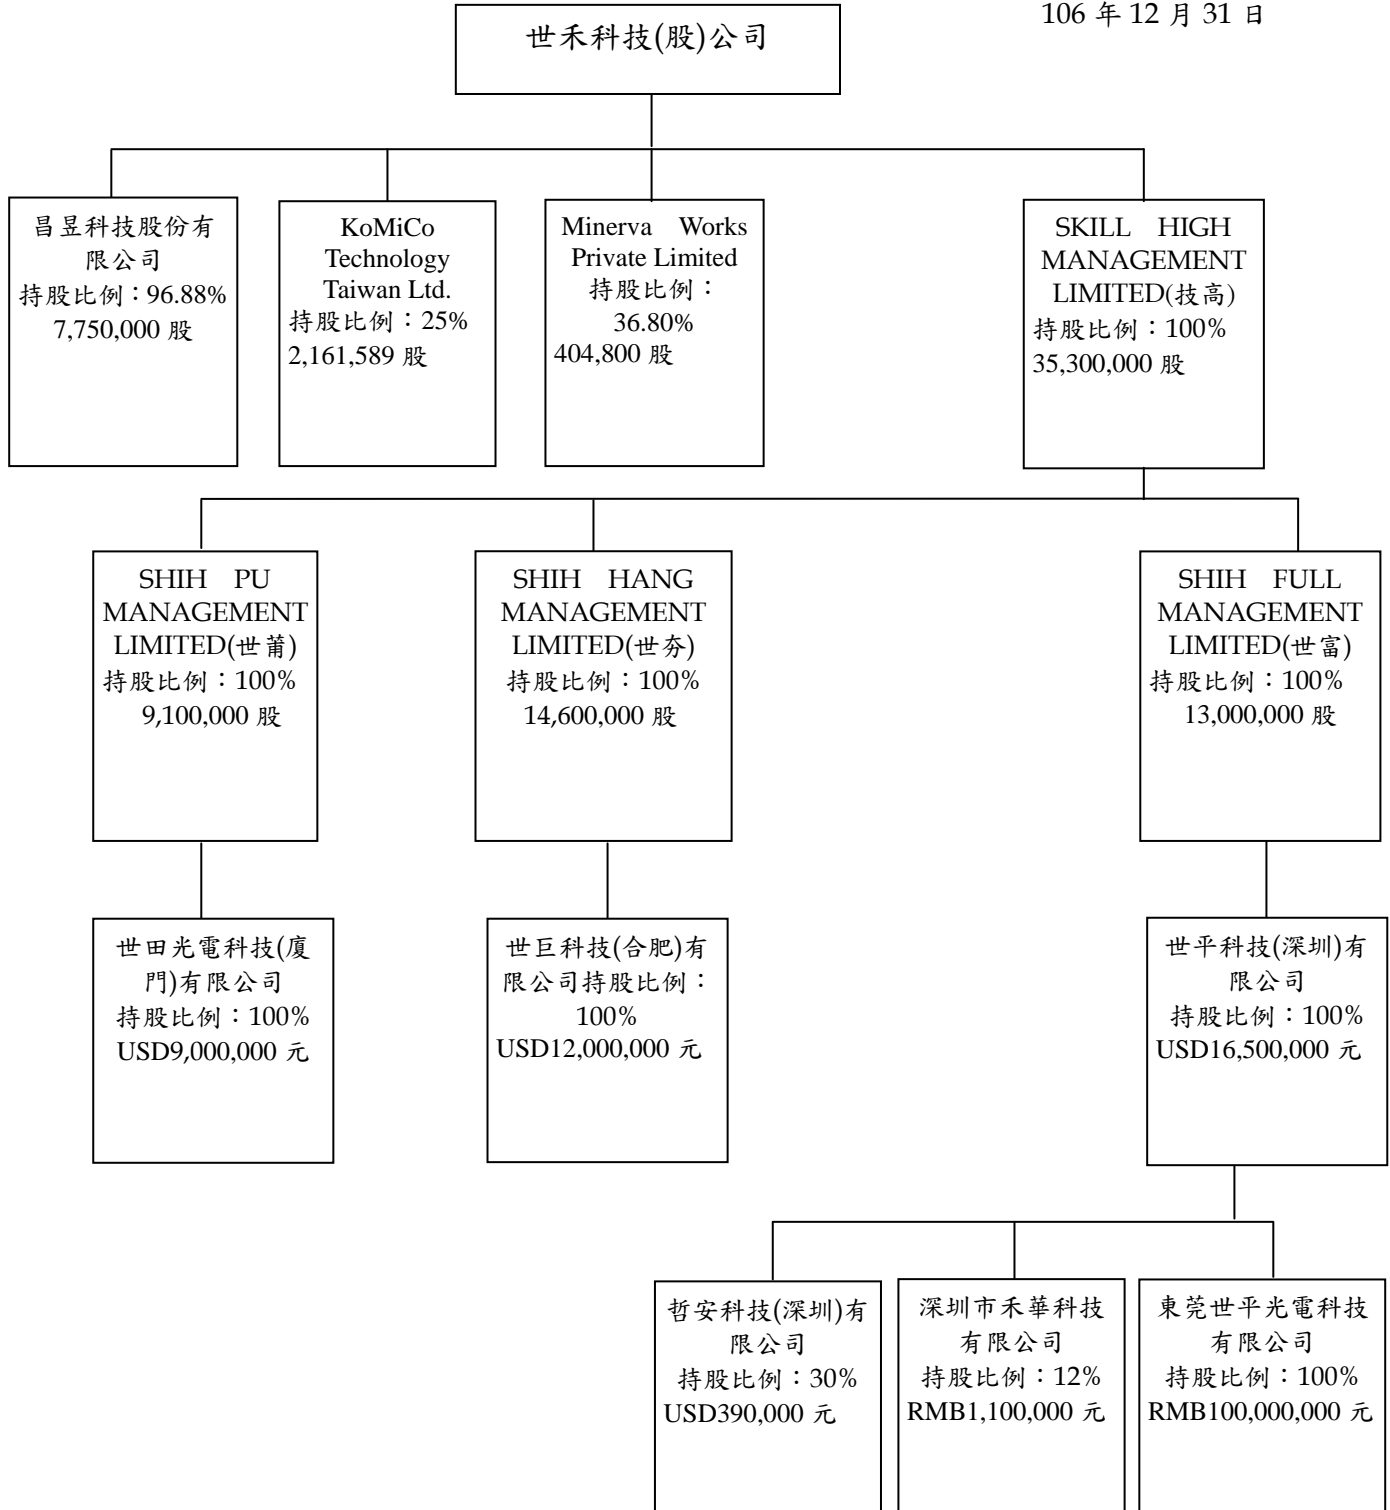 106 年 12 月 31 日
世禾科技(股)公司
昌昱科技股份有
限公司
持股比例：96.88%
7,750,000 股
KoMiCo
Technology
Taiwan Ltd.
持股比例：25%
2,161,589 股
Minerva Works
Private Limited
持股比例：
36.80%
404,800 股
SKILL HIGH
MANAGEMENT
LIMITED(技高)
持股比例：100%
35,300,000 股
SHIH PU
MANAGEMENT
LIMITED(世莆)
持股比例：100%
9,100,000 股
SHIH HANG
MANAGEMENT
LIMITED(世夯)
持股比例：100%
14,600,000 股
SHIH FULL
MANAGEMENT
LIMITED(世富)
持股比例：100%
13,000,000 股
世田光電科技(廈
門)有限公司
持股比例：100%
USD9,000,000 元
世巨科技(合肥)有
限公司持股比例：
100%
USD12,000,000 元
世平科技(深圳)有
限公司
持股比例：100%
USD16,500,000 元
哲安科技(深圳)有
限公司
持股比例：30%
USD390,000 元
深圳市禾華科技
有限公司
持股比例：12%
RMB1,100,000 元
東莞世平光電科技
有限公司
持股比例：100%
RMB100,000,000 元